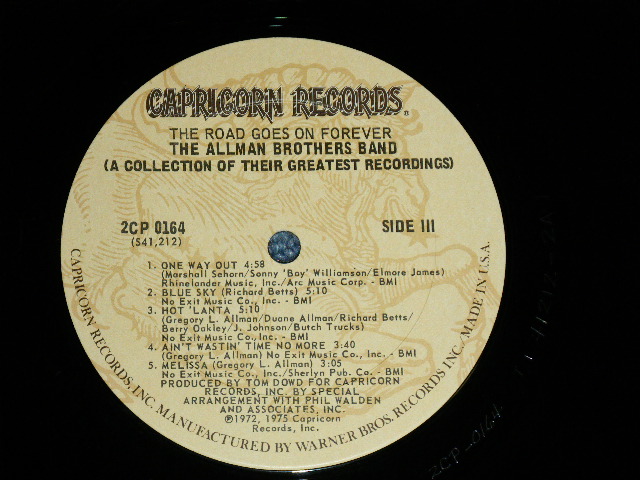 CAPRICORN RECORDS®
THE ROAD GOES ON FOREVER
THE ALLMAN BROTHERS BAND
(A COLLECTION OF THEIR GREATEST RECORDINGS)
2CP 0164
(S41,212)
SIDE III
1. ONE WAY OUT 4:58
(Marshall Sehorn/Sonny 'Boy' Williamson/Elmore James)
Rhinelander Music, Inc./Arc Music Corp. - BMI
2. BLUE SKY (Richard Betts) 5:10
No Exit Music Co., Inc. - BMI
3. HOT 'LANTA 5:10
(Gregory L. Allman/Duane Allman/Richard Betts/
Berry Oakley/J. Johnson/Butch Trucks)
No Exit Music Co., Inc. - BMI
4. AIN'T WASTIN' TIME NO MORE 3:40
(Gregory L. Allman) No Exit Music Co., Inc. - BMI
5. MELISSA (Gregory L. Allman) 3:05
No Exit Music Co., Inc./Sherlyn Pub. Co. - BMI
PRODUCED BY TOM DOWD FOR CAPRICORN
RECORDS, INC. BY SPECIAL
ARRANGEMENT WITH PHIL WALDEN
AND ASSOCIATES, INC.
℗1972, 1975 Capricorn
Records, Inc.
CAPRICORN RECORDS, INC. MANUFACTURED BY WARNER BROS. RECORDS INC. MADE IN U.S.A.
2CP-0164